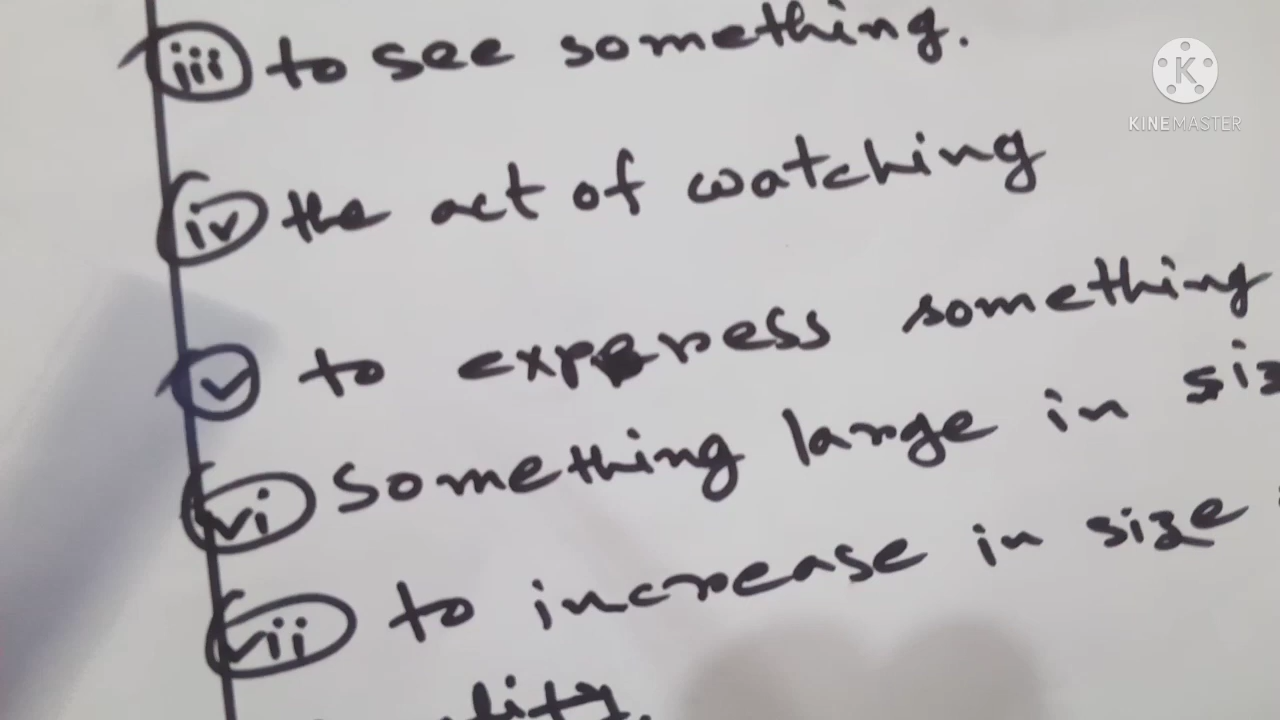 iii to see something.
KINEMASTER
iv the act of watching
v to express something
vi Something large in
vii to increase in size